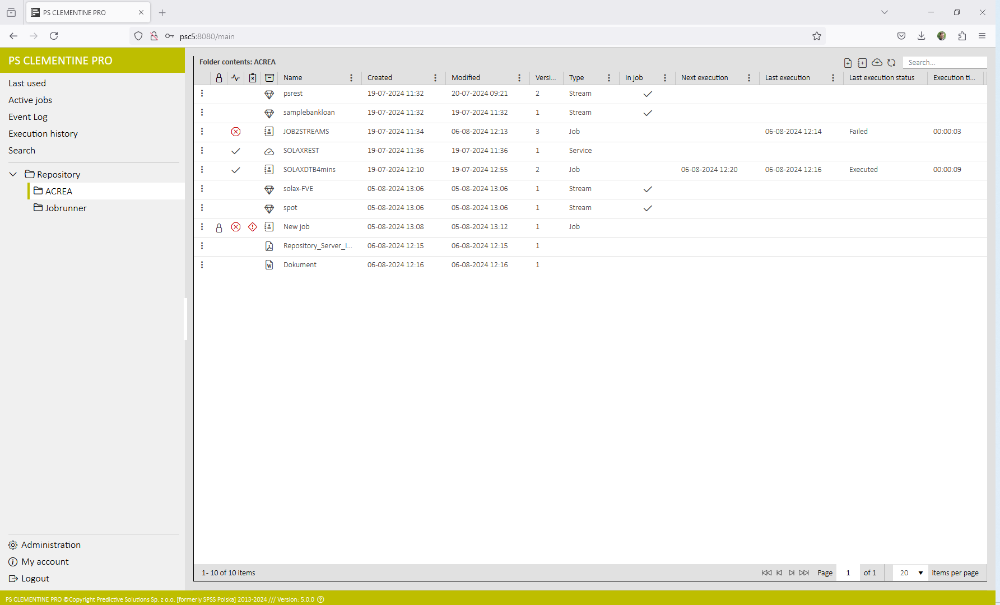 PS CLEMENTINE PRO
psc5:8080/main
PS CLEMENTINE PRO
Last used
Active jobs
Event Log
Execution history
Search
Repository
ACREA
Jobrunner
Administration
My account
Logout
Folder contents: ACREA
Search...
Name Created Modified Versi... Type In job Next execution Last execution Last execution status Execution ti...
psrest 19-07-2024 11:32 20-07-2024 09:21 2 Stream
samplebankloan 19-07-2024 11:32 19-07-2024 11:32 1 Stream
JOB2STREAMS 19-07-2024 11:34 06-08-2024 12:13 3 Job 06-08-2024 12:14 Failed 00:00:03
SOLAXREST 19-07-2024 11:36 19-07-2024 11:36 1 Service
SOLAXDTB4mins 19-07-2024 12:10 19-07-2024 12:55 2 Job 06-08-2024 12:20 06-08-2024 12:16 Executed 00:00:09
solax-FVE 05-08-2024 13:06 05-08-2024 13:06 1 Stream
spot 05-08-2024 13:06 05-08-2024 13:06 1 Stream
New job 05-08-2024 13:08 05-08-2024 13:12 1 Job
Repository_Server_I... 06-08-2024 12:15 06-08-2024 12:15 1
Dokument 06-08-2024 12:16 06-08-2024 12:16 1
1 - 10 of 10 items Page 1 of 1 20 items per page
PS CLEMENTINE PRO ©Copyright Predictive Solutions Sp. z o.o. [formerly SPSS Polska] 2013-2024 /// Version: 5.0.0